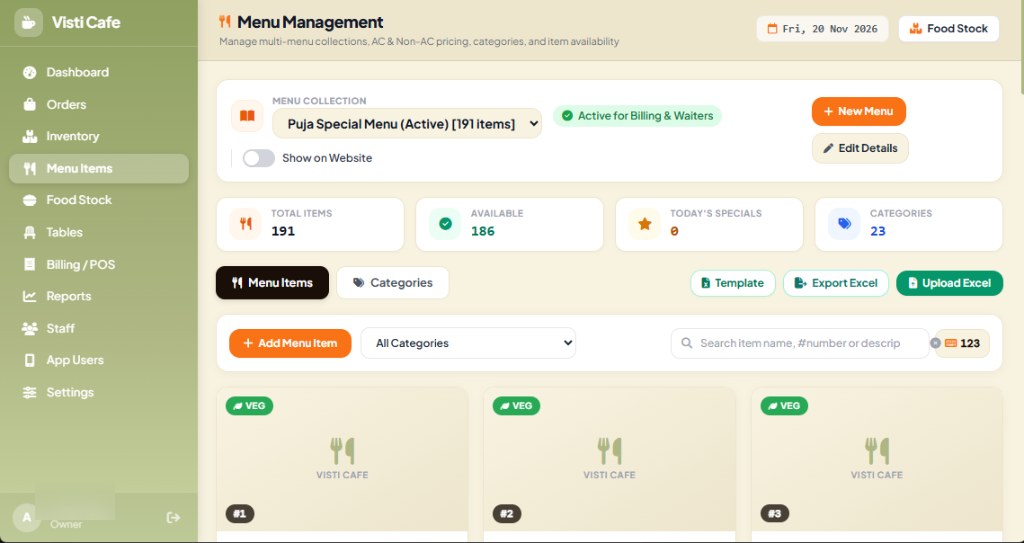 Visti Cafe
Dashboard
Orders
Inventory
Menu Items
Food Stock
Tables
Billing / POS
Reports
Staff
App Users
Settings
A
Owner
Menu Management
Manage multi-menu collections, AC & Non-AC pricing, categories, and item availability
Fri, 20 Nov 2026
Food Stock
MENU COLLECTION
Puja Special Menu (Active) [191 items]
Active for Billing & Waiters
Show on Website
+ New Menu
Edit Details
TOTAL ITEMS
191
AVAILABLE
186
TODAY'S SPECIALS
0
CATEGORIES
23
Menu Items
Categories
Template
Export Excel
Upload Excel
+ Add Menu Item
All Categories
Search item name, #number or descrip
123
VEG
VISTI CAFE
#1
VEG
VISTI CAFE
#2
VEG
VISTI CAFE
#3